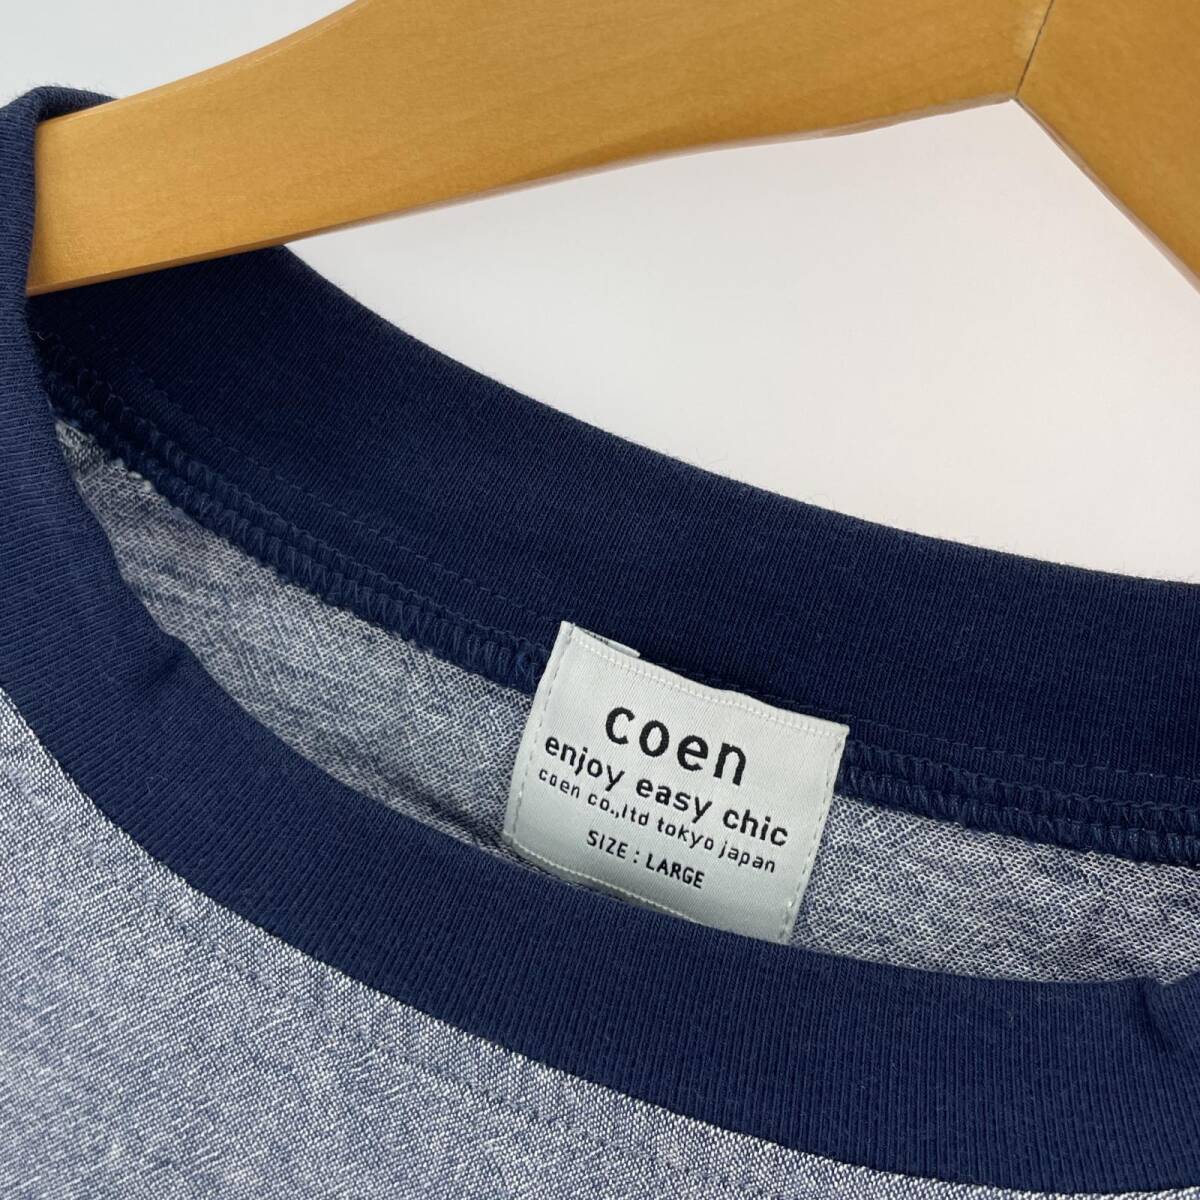 coen
enjoy easy chic
coen co.,ltd tokyo japan
SIZE : LARGE